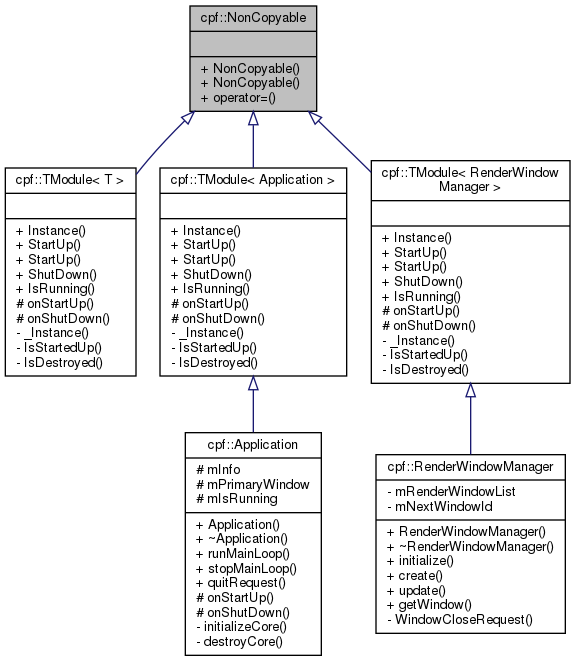 cpf::NonCopyable
+ NonCopyable()
+ NonCopyable()
+ operator=()
cpf::TModule< T >
+ Instance()
+ StartUp()
+ StartUp()
+ ShutDown()
+ IsRunning()
# onStartUp()
# onShutDown()
- _Instance()
- IsStartedUp()
- IsDestroyed()
cpf::TModule< Application >
+ Instance()
+ StartUp()
+ StartUp()
+ ShutDown()
+ IsRunning()
# onStartUp()
# onShutDown()
- _Instance()
- IsStartedUp()
- IsDestroyed()
cpf::TModule< RenderWindow
Manager >
+ Instance()
+ StartUp()
+ StartUp()
+ ShutDown()
+ IsRunning()
# onStartUp()
# onShutDown()
- _Instance()
- IsStartedUp()
- IsDestroyed()
cpf::Application
# mInfo
# mPrimaryWindow
# mIsRunning
+ Application()
+ ~Application()
+ runMainLoop()
+ stopMainLoop()
+ quitRequest()
# onStartUp()
# onShutDown()
- initializeCore()
- destroyCore()
cpf::RenderWindowManager
- mRenderWindowList
- mNextWindowId
+ RenderWindowManager()
+ ~RenderWindowManager()
+ initialize()
+ create()
+ update()
+ getWindow()
- WindowCloseRequest()